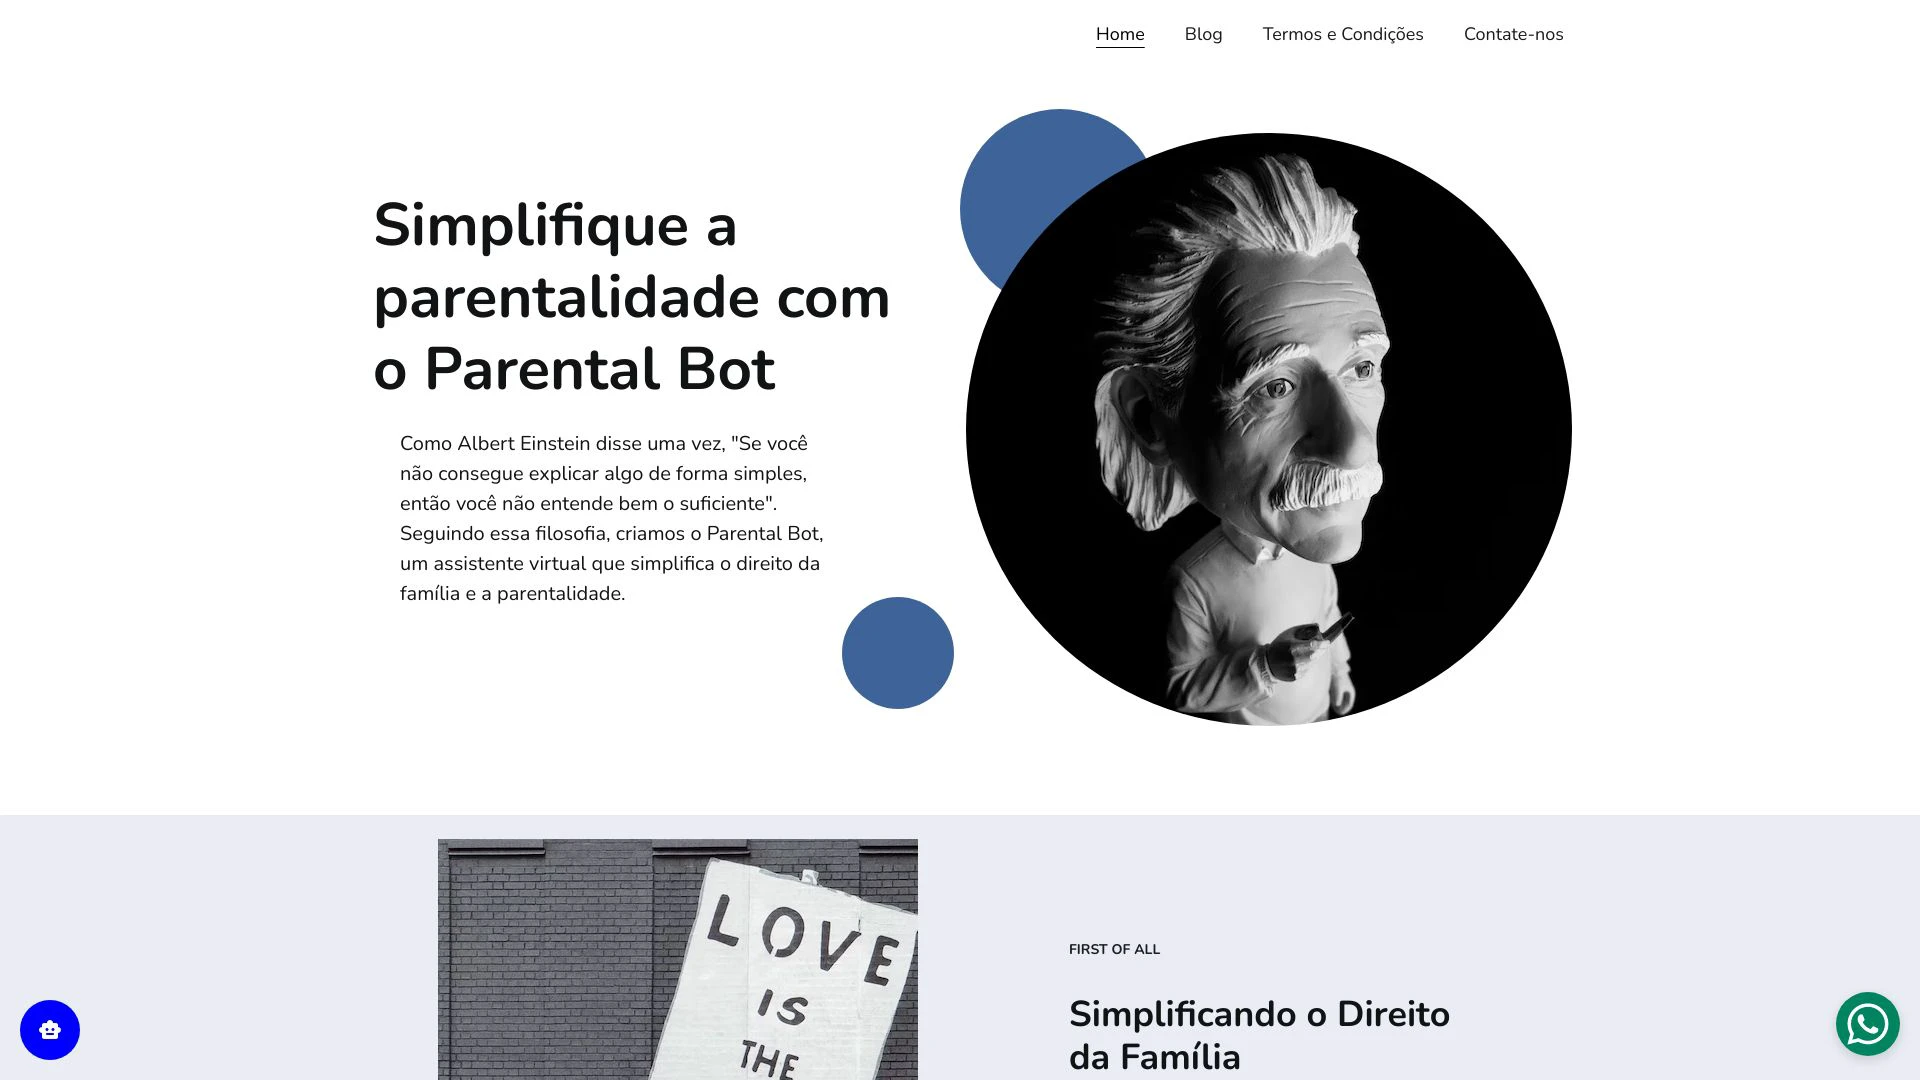 Home Blog Termos e Condições Contate-nos
Simplifique a
parentalidade com
o Parental Bot
Como Albert Einstein disse uma vez, "Se você
não consegue explicar algo de forma simples,
então você não entende bem o suficiente".
Seguindo essa filosofia, criamos o Parental Bot,
um assistente virtual que simplifica o direito da
família e a parentalidade.
LOVE
IS
THE
FIRST OF ALL
Simplificando o Direito
da Família